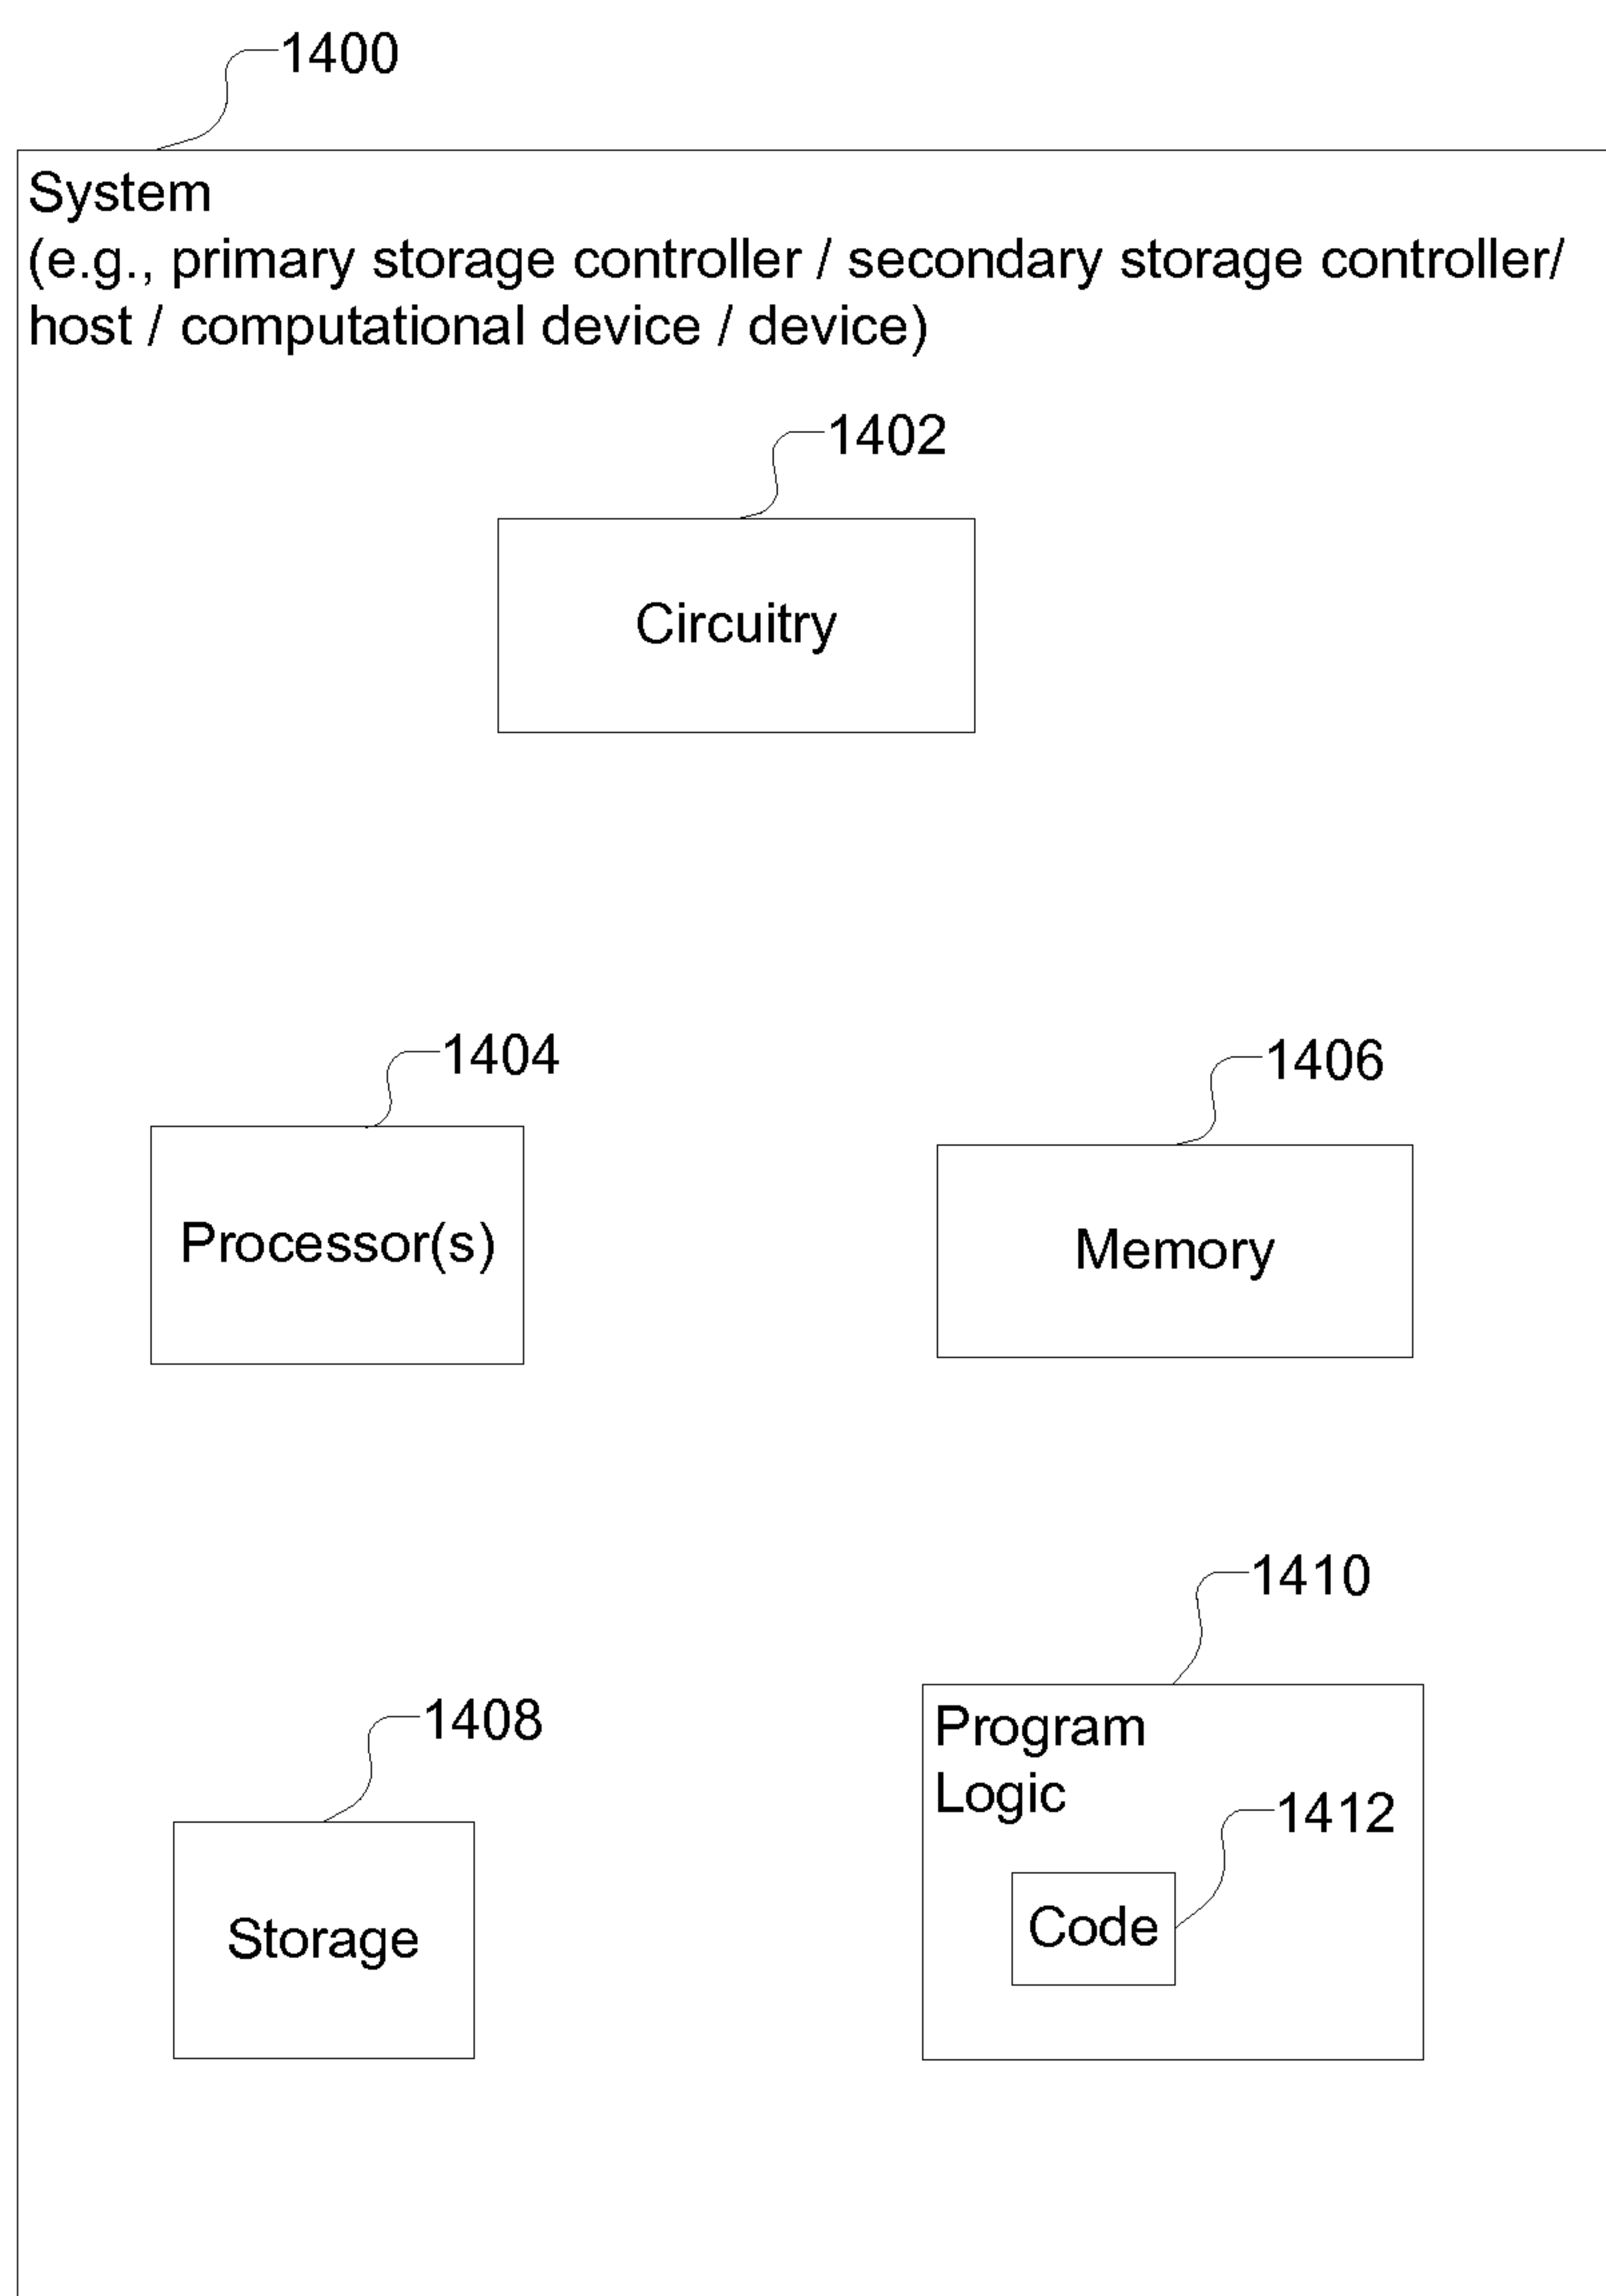 1400
System
(e.g., primary storage controller / secondary storage controller/
host / computational device / device)
1402
Circuitry
1404
1406
Processor(s)
Memory
1410
1408
Program
Logic
1412
Code
Storage